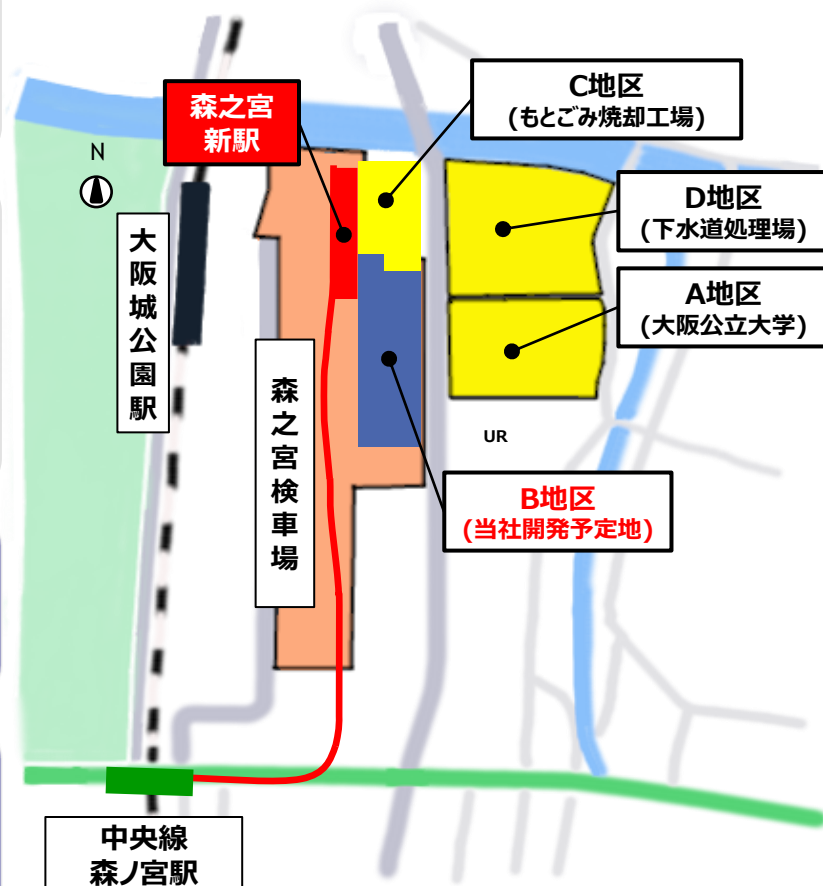 C地区
(もとごみ焼却工場)
森之宮
新駅
N
D地区
(下水道処理場)
大阪城公園駅
A地区
(大阪公立大学)
森之宮検車場
UR
B地区
(当社開発予定地)
中央線
森ノ宮駅